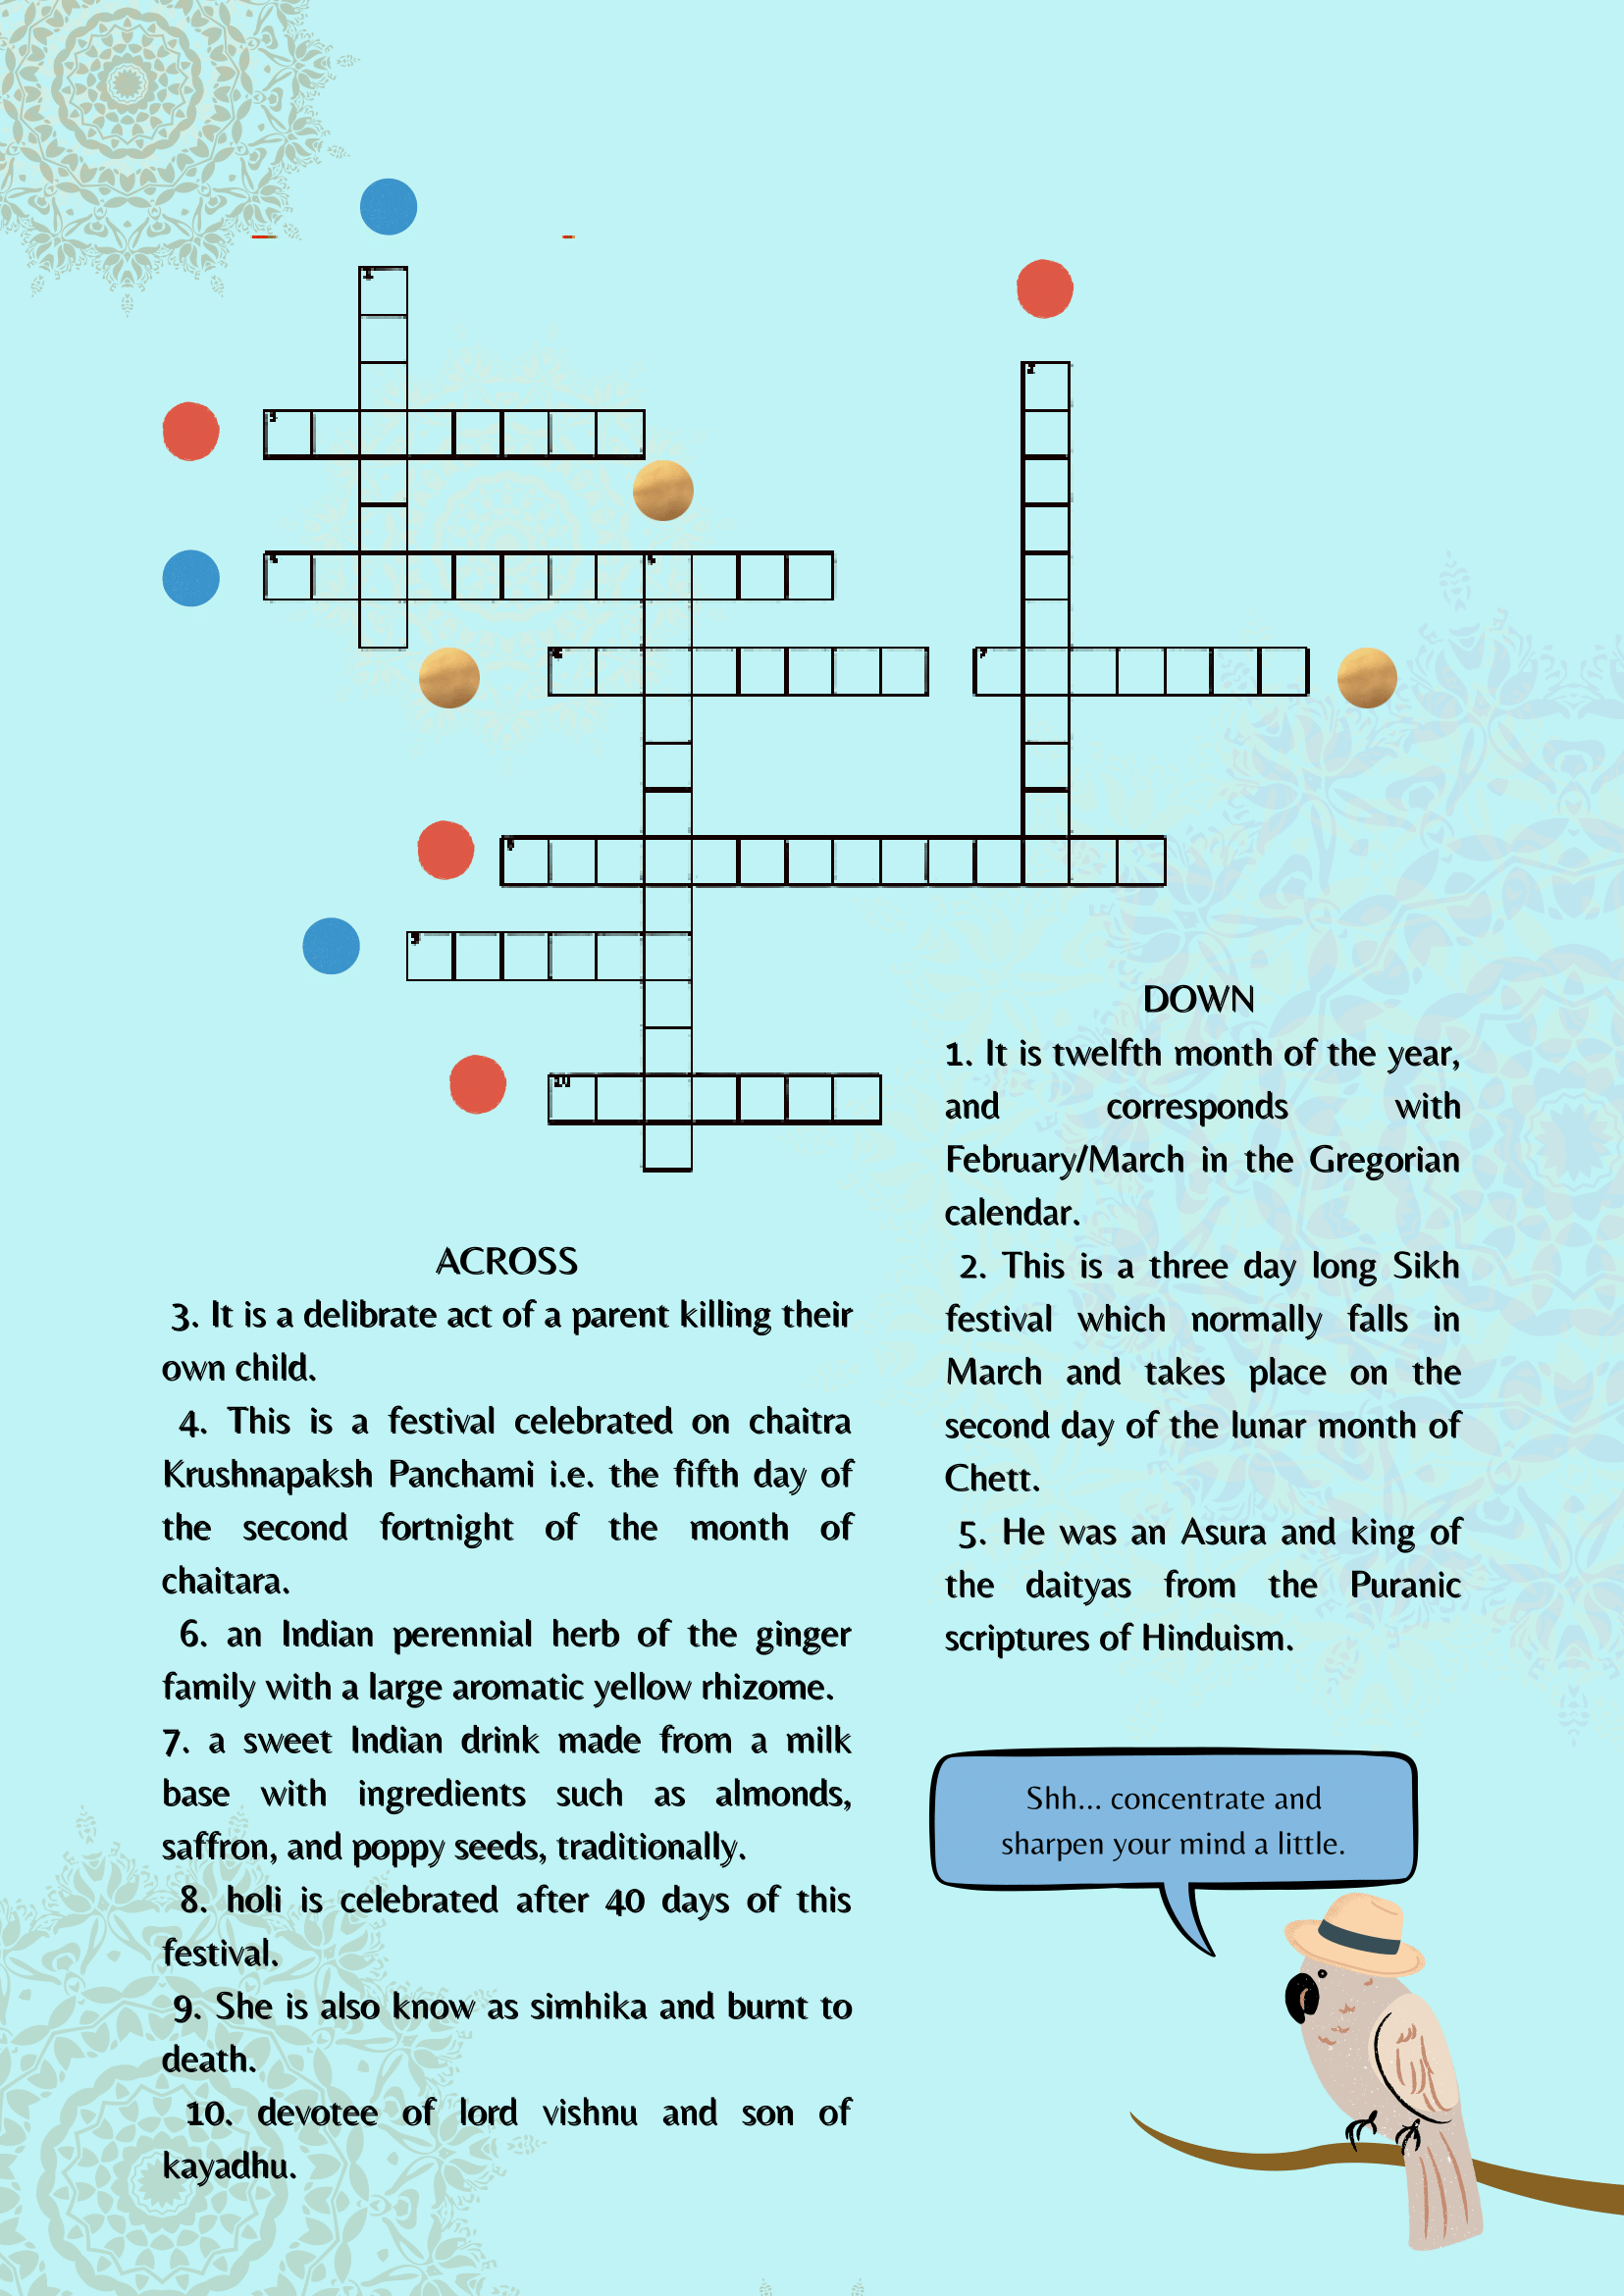 1
2
3
4
5
6
7
8
9
10
DOWN
1. It is twelfth month of the year,
and corresponds with
February/March in the Gregorian
calendar.
2. This is a three day long Sikh
festival which normally falls in
March and takes place on the
second day of the lunar month of
Chett.
5. He was an Asura and king of
the daityas from the Puranic
scriptures of Hinduism.
ACROSS
3. It is a delibrate act of a parent killing their
own child.
4. This is a festival celebrated on chaitra
Krushnapaksh Panchami i.e. the fifth day of
the second fortnight of the month of
chaitara.
6. an Indian perennial herb of the ginger
family with a large aromatic yellow rhizome.
7. a sweet Indian drink made from a milk
base with ingredients such as almonds,
saffron, and poppy seeds, traditionally.
8. holi is celebrated after 40 days of this
festival.
9. She is also know as simhika and burnt to
death.
10. devotee of lord vishnu and son of
kayadhu.
Shh... concentrate and
sharpen your mind a little.